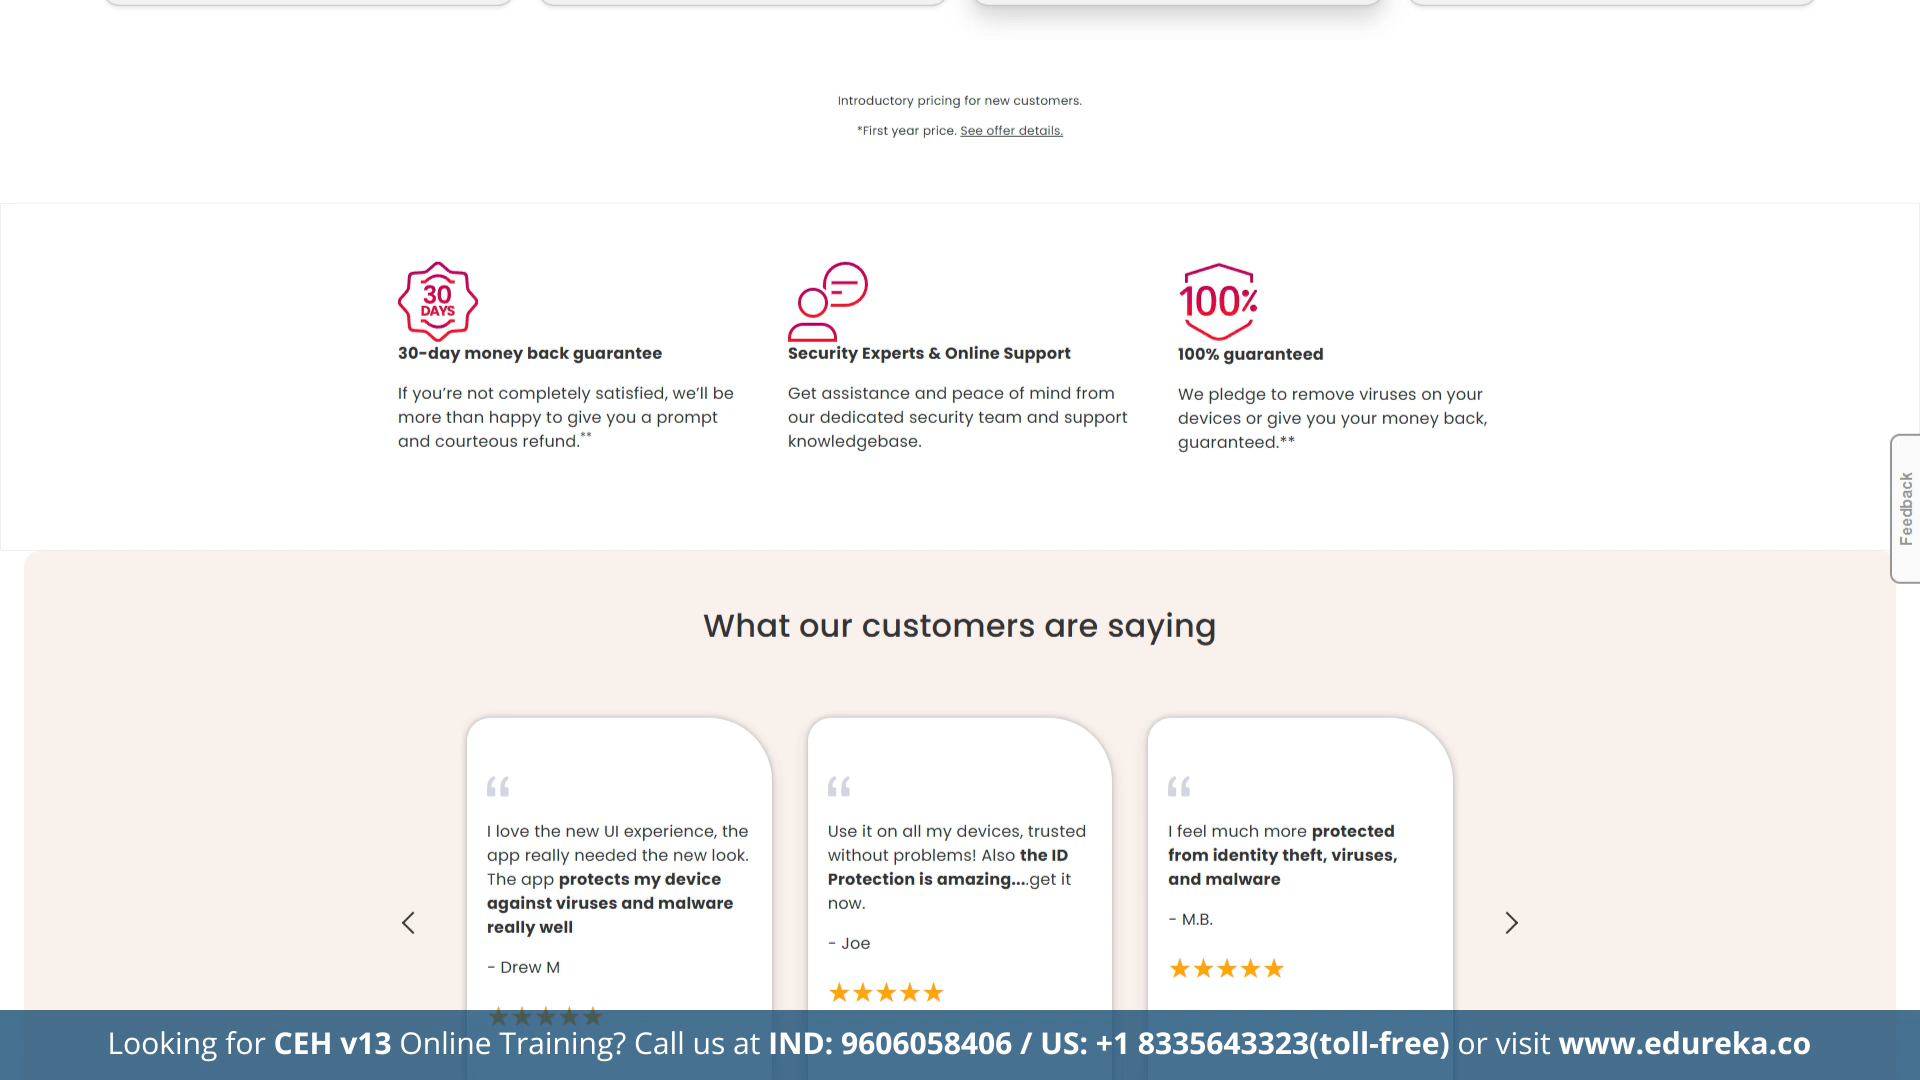 Introductory pricing for new customers.
*First year price. See offer details.
30 DAYS
30-day money back guarantee
If you’re not completely satisfied, we’ll be
more than happy to give you a prompt
and courteous refund.**
Security Experts & Online Support
Get assistance and peace of mind from
our dedicated security team and support
knowledgebase.
100%
100% guaranteed
We pledge to remove viruses on your
devices or give you your money back,
guaranteed.**
Feedback
What our customers are saying
“
I love the new UI experience, the
app really needed the new look.
The app protects my device
against viruses and malware
really well
- Drew M
“
Use it on all my devices, trusted
without problems! Also the ID
Protection is amazing....get it
now.
- Joe
“
I feel much more protected
from identity theft, viruses,
and malware
- M.B.
Looking for CEH v13 Online Training? Call us at IND: 9606058406 / US: +1 8335643323(toll-free) or visit www.edureka.co